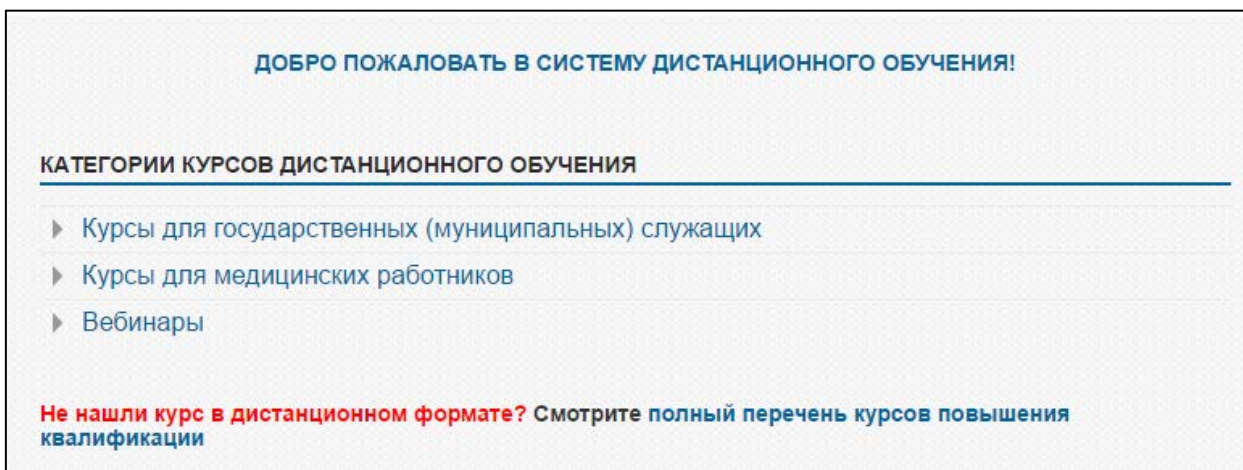 ДОБРО ПОЖАЛОВАТЬ В СИСТЕМУ ДИСТАНЦИОННОГО ОБУЧЕНИЯ!
КАТЕГОРИИ КУРСОВ ДИСТАНЦИОННОГО ОБУЧЕНИЯ
Курсы для государственных (муниципальных) служащих
Курсы для медицинских работников
Вебинары
Не нашли курс в дистанционном формате? Смотрите полный перечень курсов повышения
квалификации